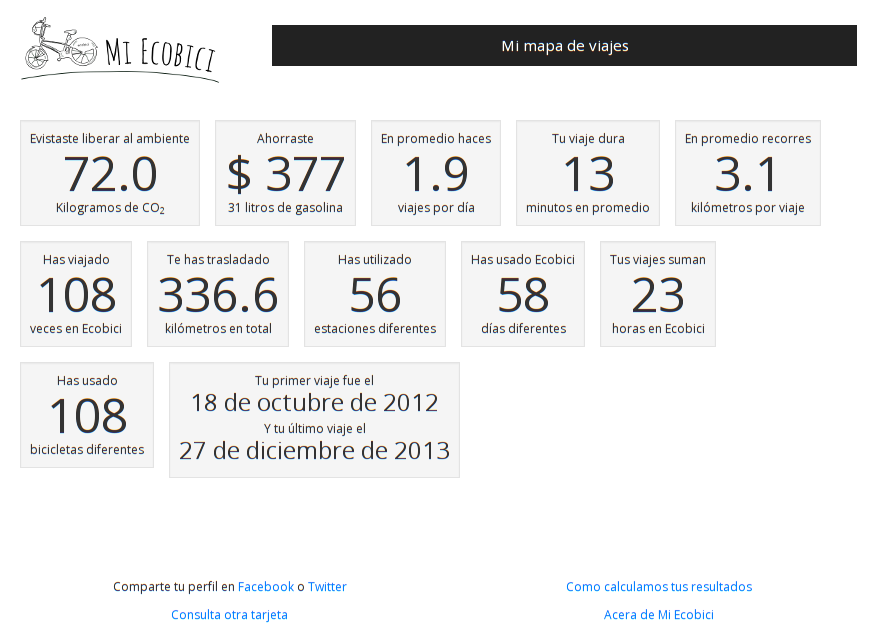 Mi Ecobici
Mi mapa de viajes
Evistaste liberar al ambiente
72.0
Kilogramos de CO₂
Ahorraste
$ 377
31 litros de gasolina
En promedio haces
1.9
viajes por día
Tu viaje dura
13
minutos en promedio
En promedio recorres
3.1
kilómetros por viaje
Has viajado
108
veces en Ecobici
Te has trasladado
336.6
kilómetros en total
Has utilizado
56
estaciones diferentes
Has usado Ecobici
58
días diferentes
Tus viajes suman
23
horas en Ecobici
Has usado
108
bicicletas diferentes
Tu primer viaje fue el
18 de octubre de 2012
Y tu último viaje el
27 de diciembre de 2013
Comparte tu perfil en Facebook o Twitter
Consulta otra tarjeta
Como calculamos tus resultados
Acera de Mi Ecobici